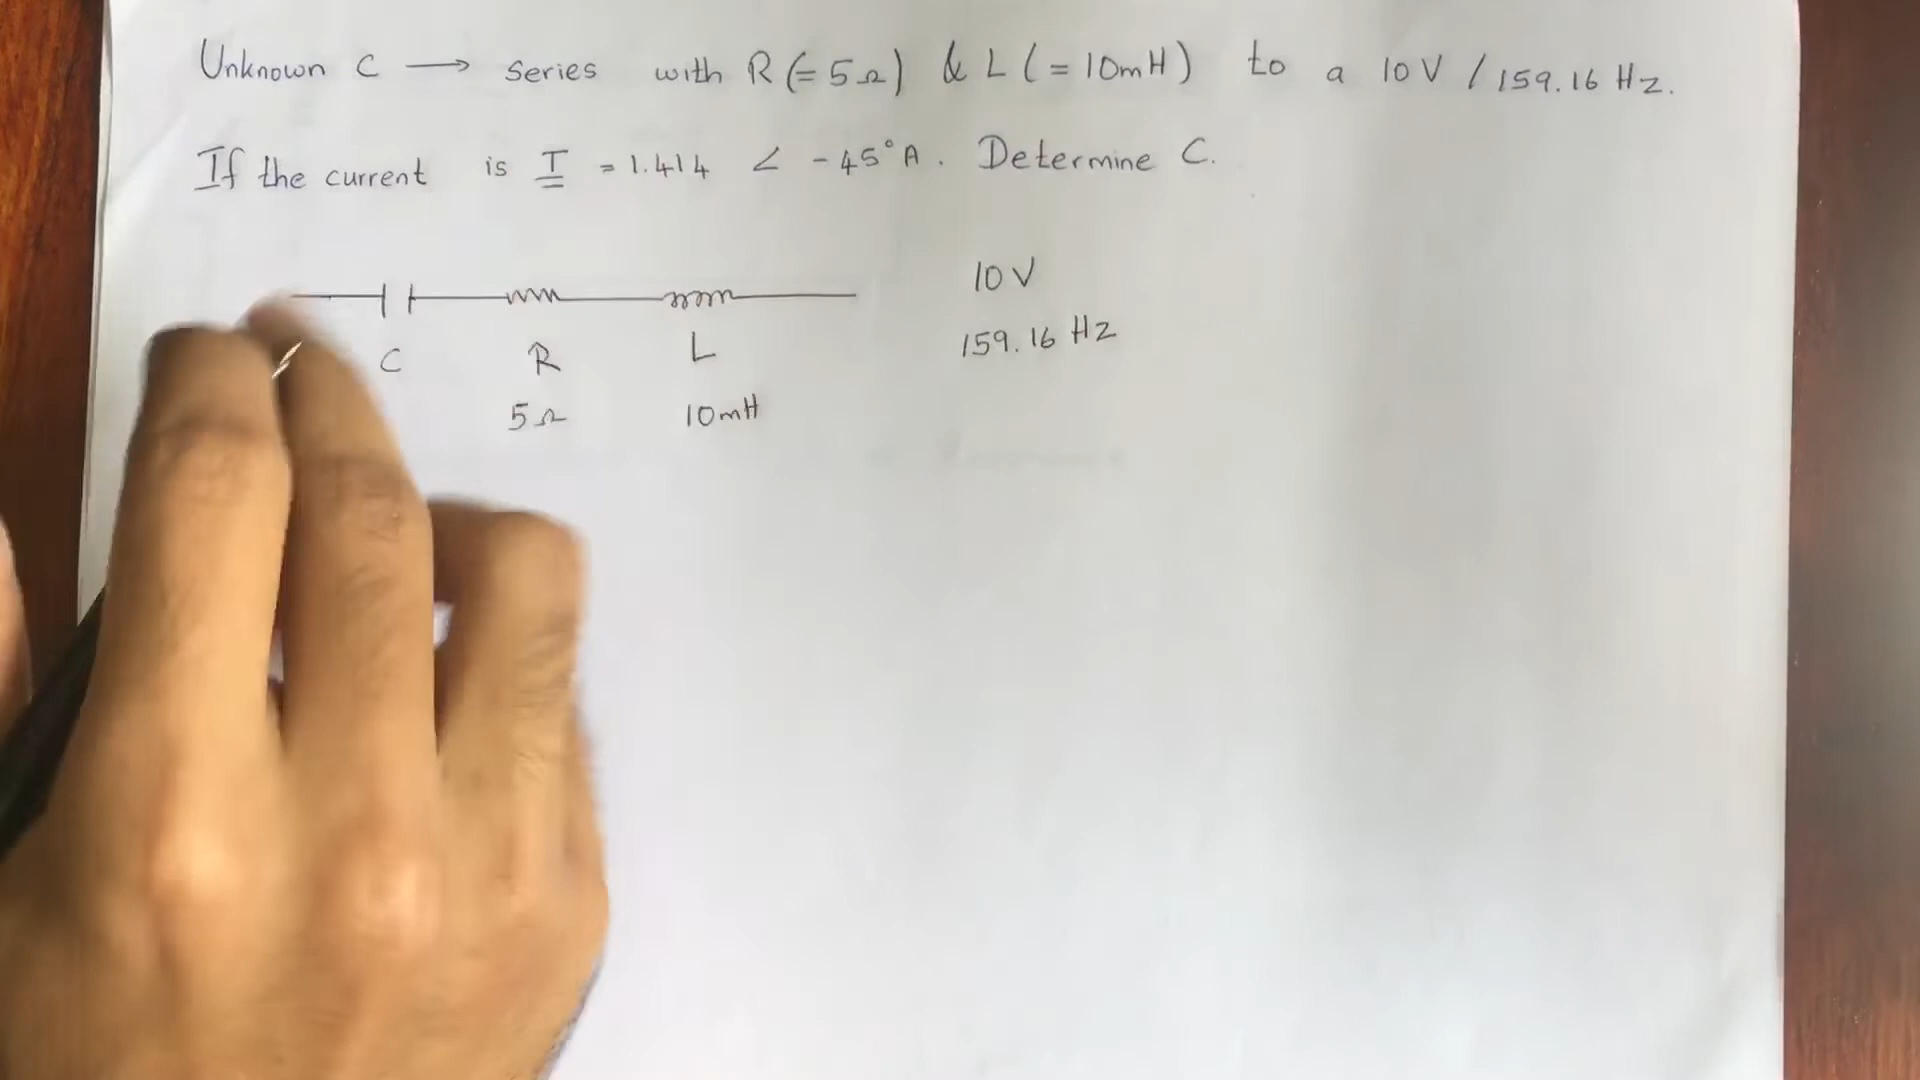 Unknown C → series with R (= 5Ω) & L (= 10mH) to a 10V / 159.16 Hz.
If the current is I = 1.414 ∠ -45°A. Determine C.
10V
159.16 Hz
C R L
5Ω 10mH